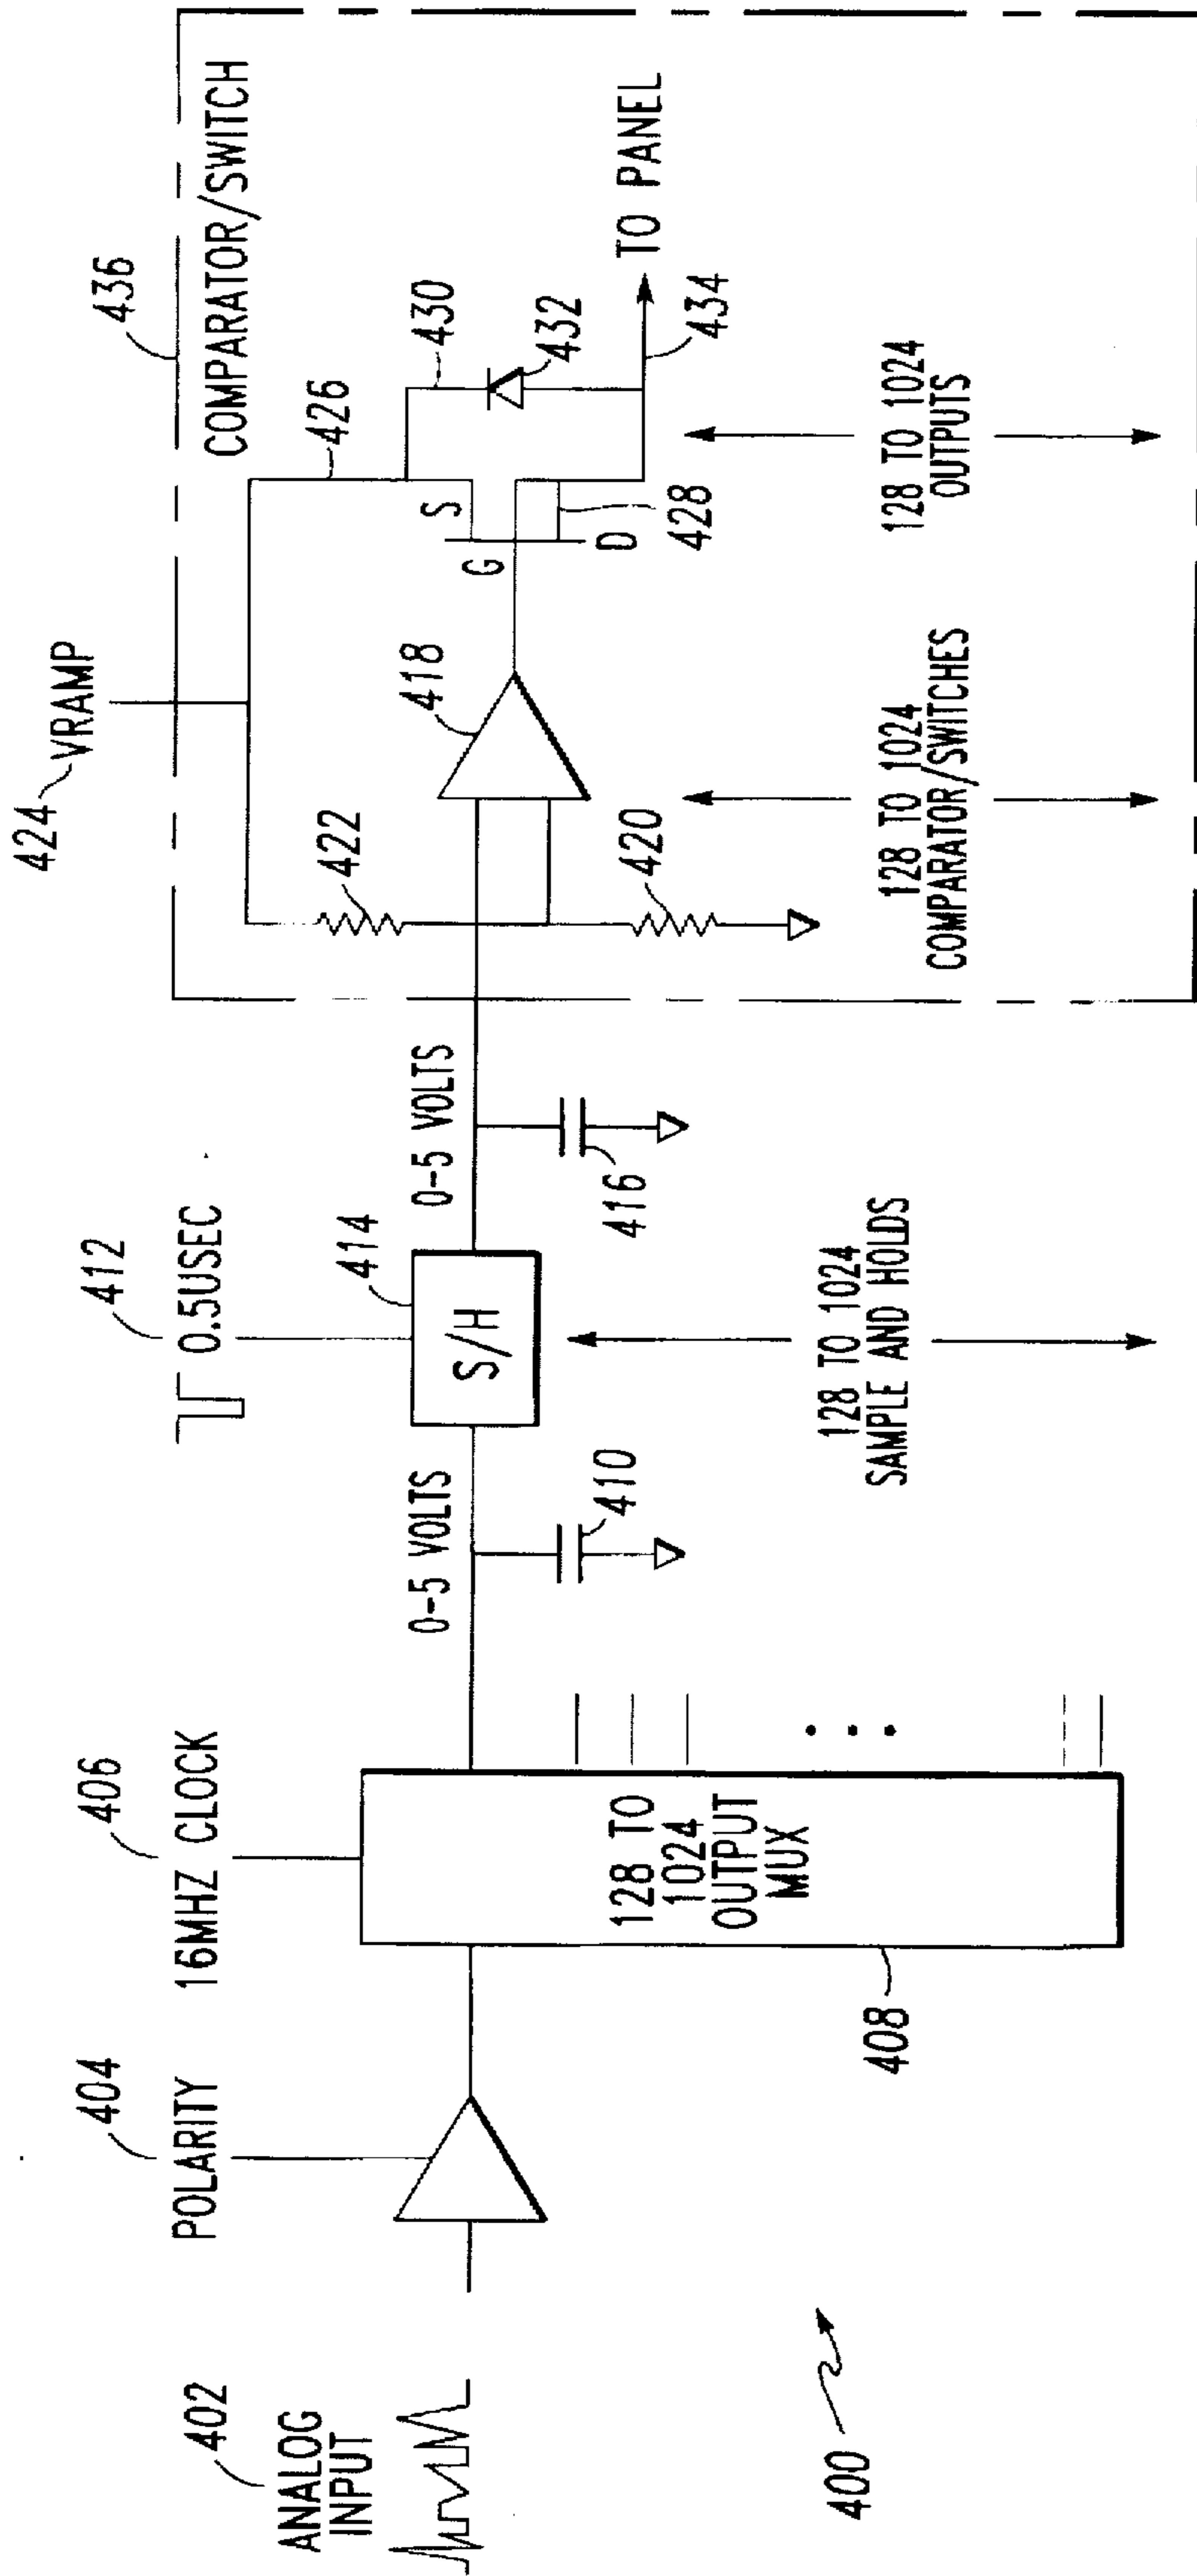 ANALOG
INPUT
402
POLARITY
404
16MHZ CLOCK
406
128 TO
1024
OUTPUT
MUX
408
0-5 VOLTS
410
412
0.5USEC
414
S/H
0-5 VOLTS
416
128 TO 1024
SAMPLE AND HOLDS
424
VRAMP
436
COMPARATOR/SWITCH
422
420
418
426
G
S
D
428
430
432
434
TO PANEL
128 TO 1024
COMPARATOR/SWITCHES
128 TO 1024
OUTPUTS
400